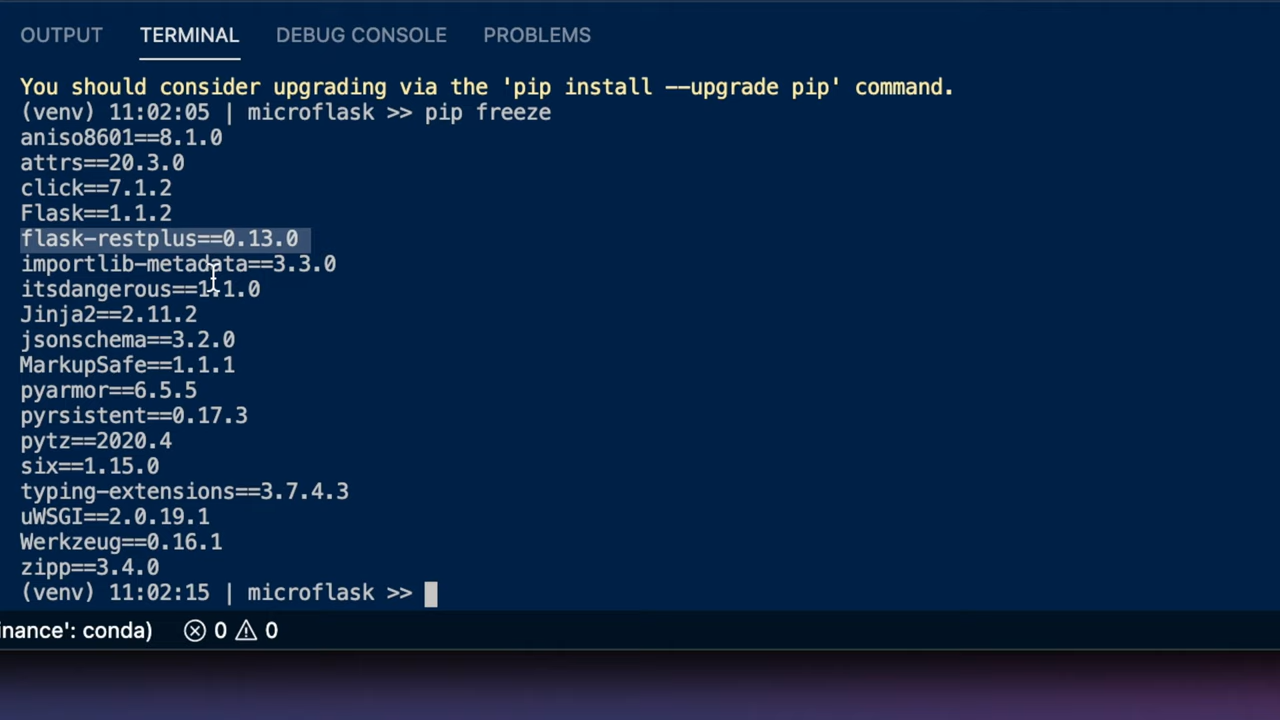 OUTPUT TERMINAL DEBUG CONSOLE PROBLEMS
You should consider upgrading via the 'pip install --upgrade pip' command.
(venv) 11:02:05 | microflask >> pip freeze
aniso8601==8.1.0
attrs==20.3.0
click==7.1.2
Flask==1.1.2
flask-restplus==0.13.0
importlib-metadata==3.3.0
itsdangerous==1.1.0
Jinja2==2.11.2
jsonschema==3.2.0
MarkupSafe==1.1.1
pyarmor==6.5.5
pyrsistent==0.17.3
pytz==2020.4
six==1.15.0
typing-extensions==3.7.4.3
uWSGI==2.0.19.1
Werkzeug==0.16.1
zipp==3.4.0
(venv) 11:02:15 | microflask >>
inance': conda) 0 0